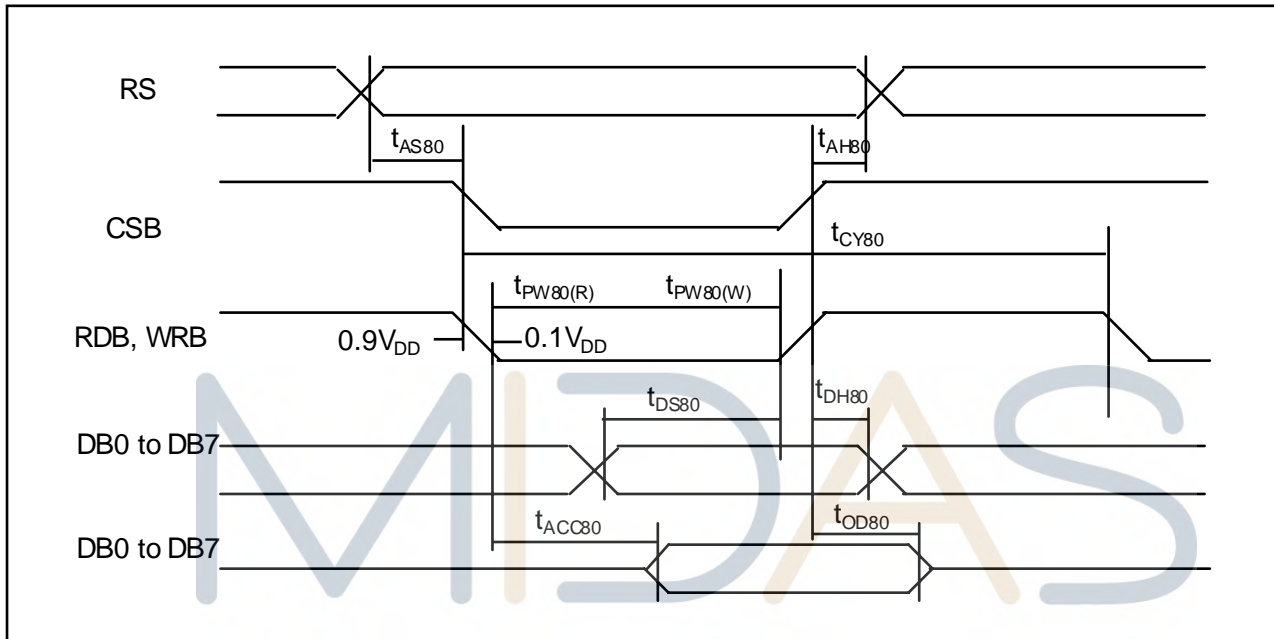 RS
tAS80
tAH80
CSB
tCY80
tPW80(R)
tPW80(W)
RDB, WRB
0.9VDD
0.1VDD
tDS80
tDH80
DB0 to DB7
tACC80
tOD80
DB0 to DB7
MIDAS